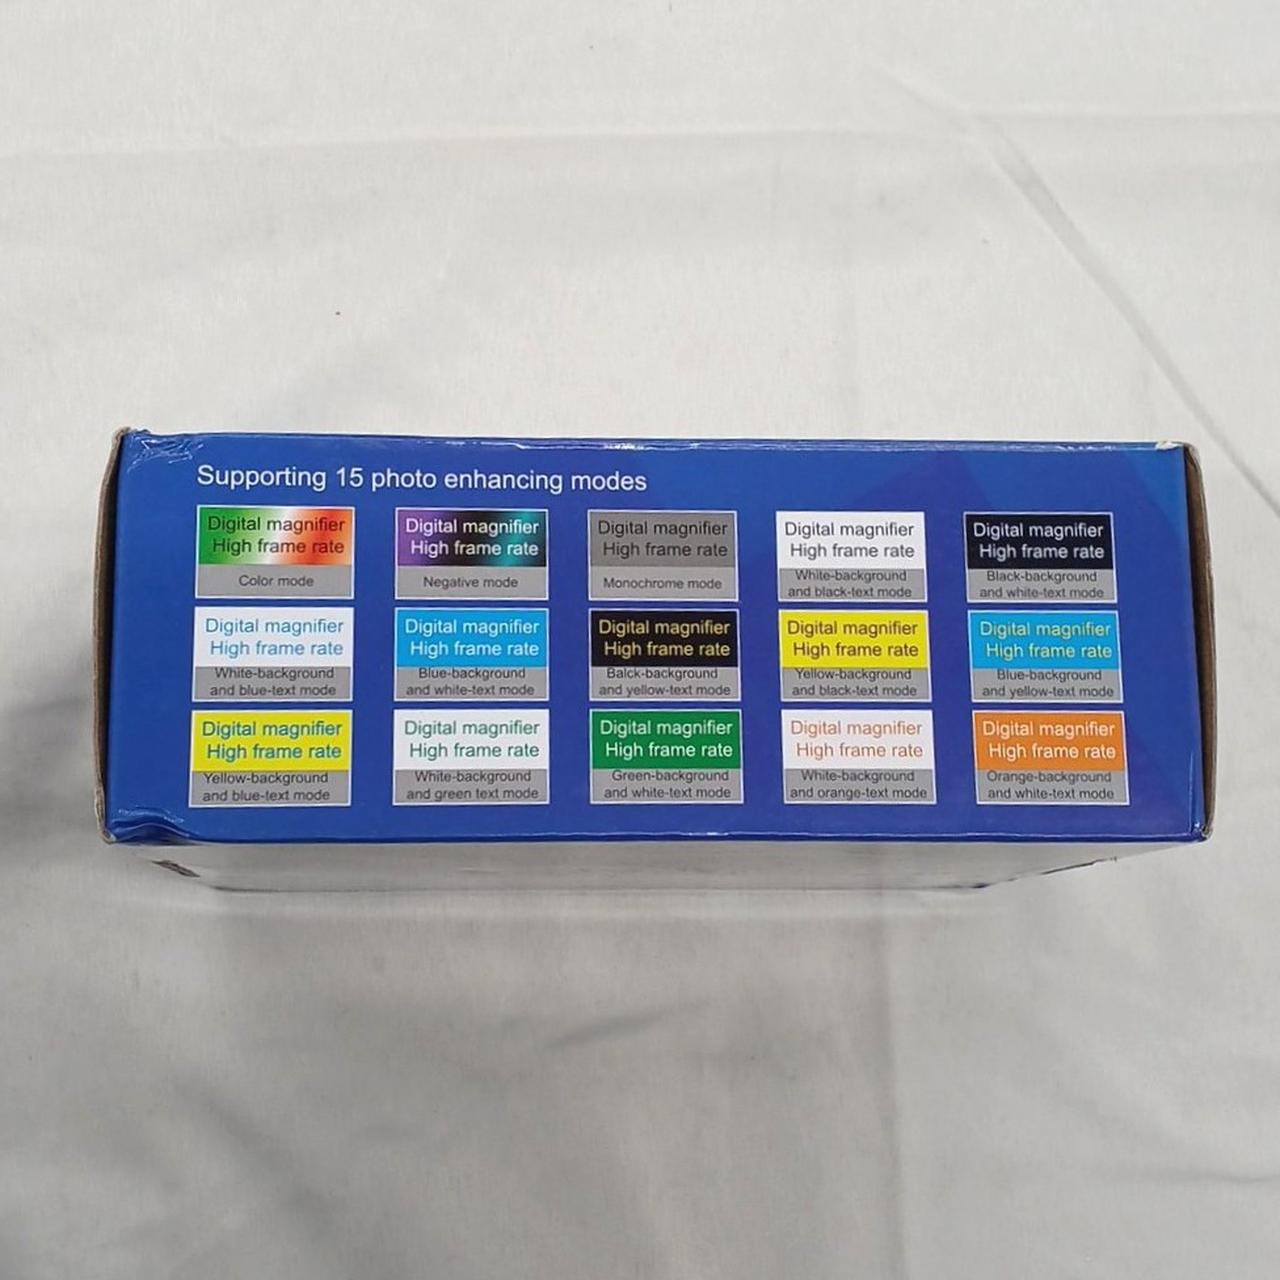 Supporting 15 photo enhancing modes
Digital magnifier
High frame rate
Color mode
Digital magnifier
High frame rate
Negative mode
Digital magnifier
High frame rate
Monochrome mode
Digital magnifier
High frame rate
White-background
and black-text mode
Digital magnifier
High frame rate
Black-background
and white-text mode
Digital magnifier
High frame rate
White-background
and blue-text mode
Digital magnifier
High frame rate
Blue-background
and white-text mode
Digital magnifier
High frame rate
Balck-background
and yellow-text mode
Digital magnifier
High frame rate
Yellow-background
and black-text mode
Digital magnifier
High frame rate
Blue-background
and yellow-text mode
Digital magnifier
High frame rate
Yellow-background
and blue-text mode
Digital magnifier
High frame rate
White-background
and green text mode
Digital magnifier
High frame rate
Green-background
and white-text mode
Digital magnifier
High frame rate
White-background
and orange-text mode
Digital magnifier
High frame rate
Orange-background
and white-text mode